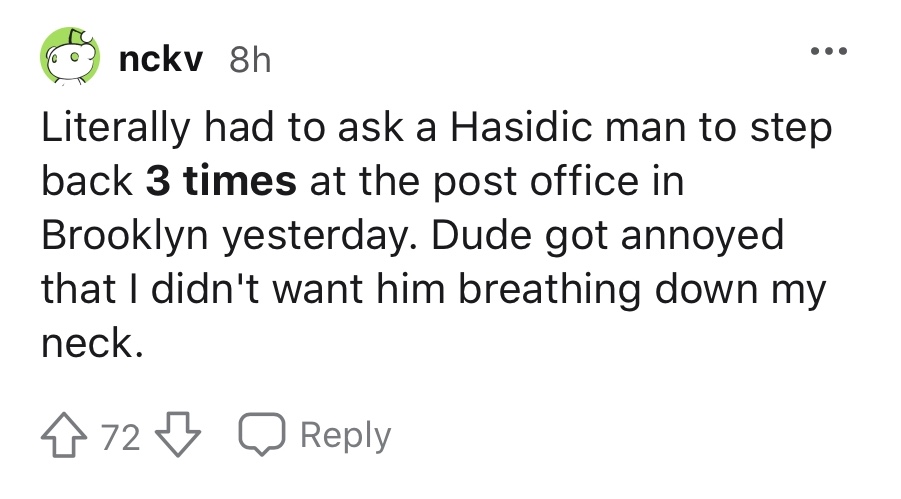 nckv 8h
Literally had to ask a Hasidic man to step
back 3 times at the post office in
Brooklyn yesterday. Dude got annoyed
that I didn't want him breathing down my
neck.
72 Reply